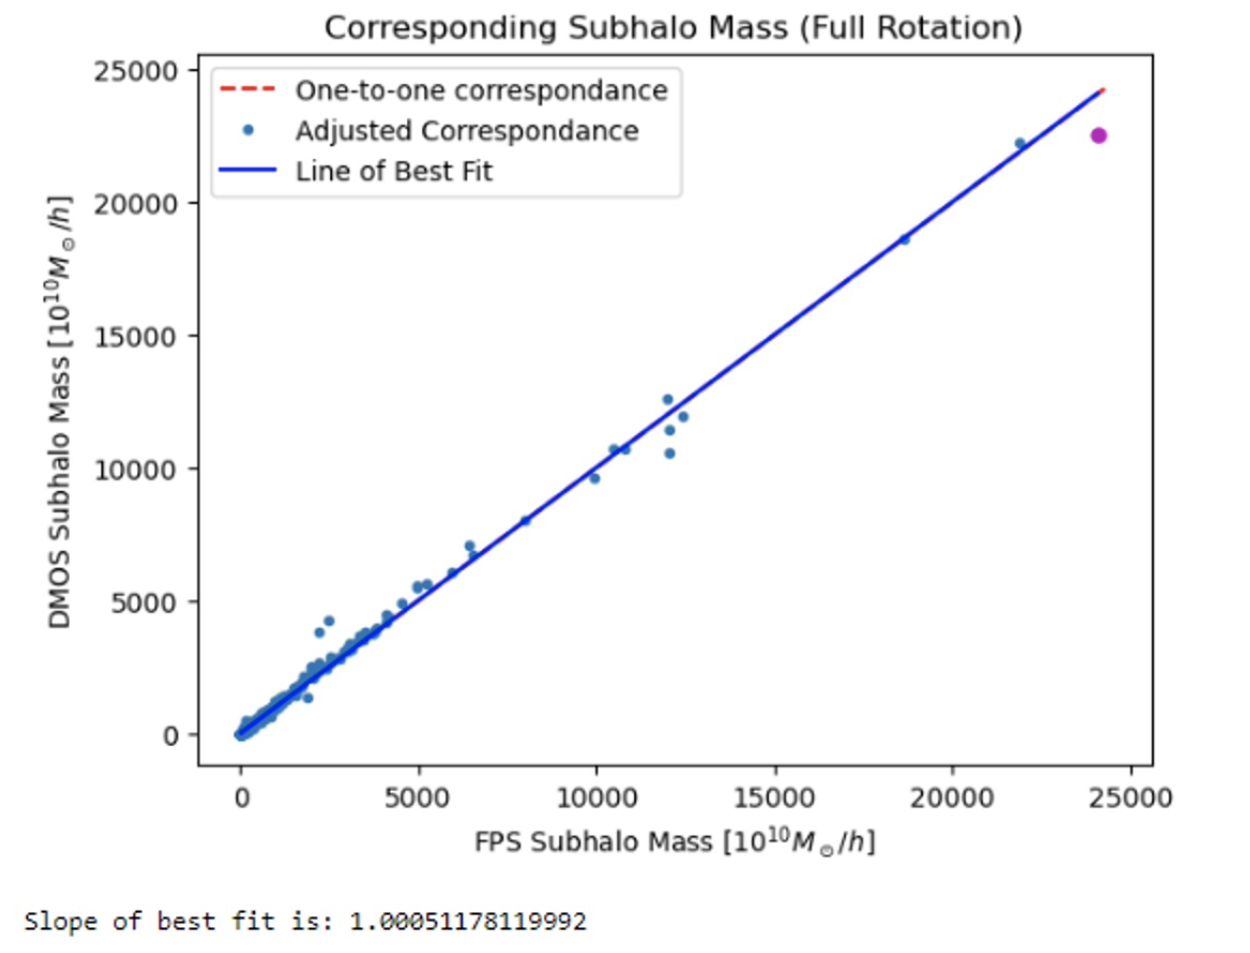 Corresponding Subhalo Mass (Full Rotation)
25000
20000
15000
10000
5000
0
DMOS Subhalo Mass [10¹⁰M⊙/h]
One-to-one correspondance
Adjusted Correspondance
Line of Best Fit
0 5000 10000 15000 20000 25000
FPS Subhalo Mass [10¹⁰M⊙/h]
Slope of best fit is: 1.00051178119992